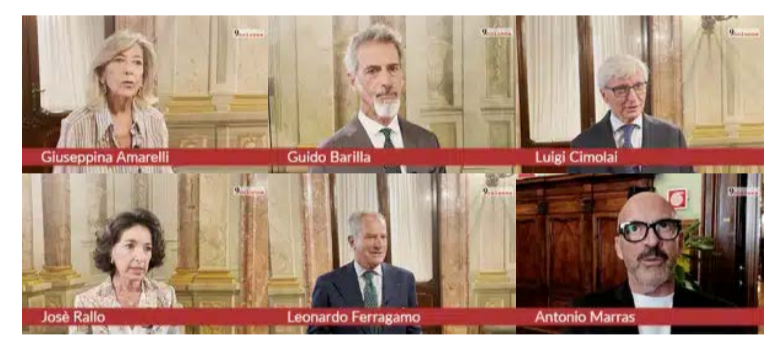 Giuseppina Amarelli
Guido Barilla
Luigi Cimolai
Josè Rallo
Leonardo Ferragamo
Antonio Marras